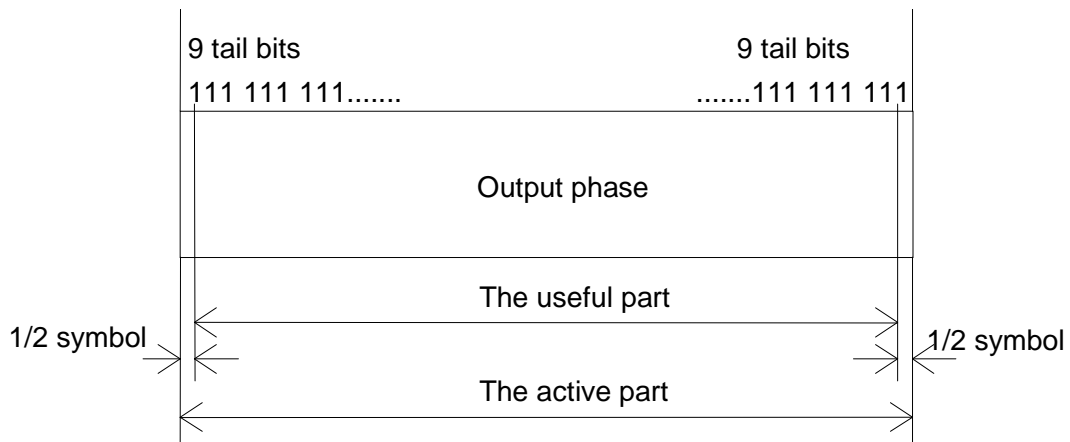 9 tail bits 9 tail bits
111 111 111....... .......111 111 111
Output phase
The useful part
1/2 symbol 1/2 symbol
The active part